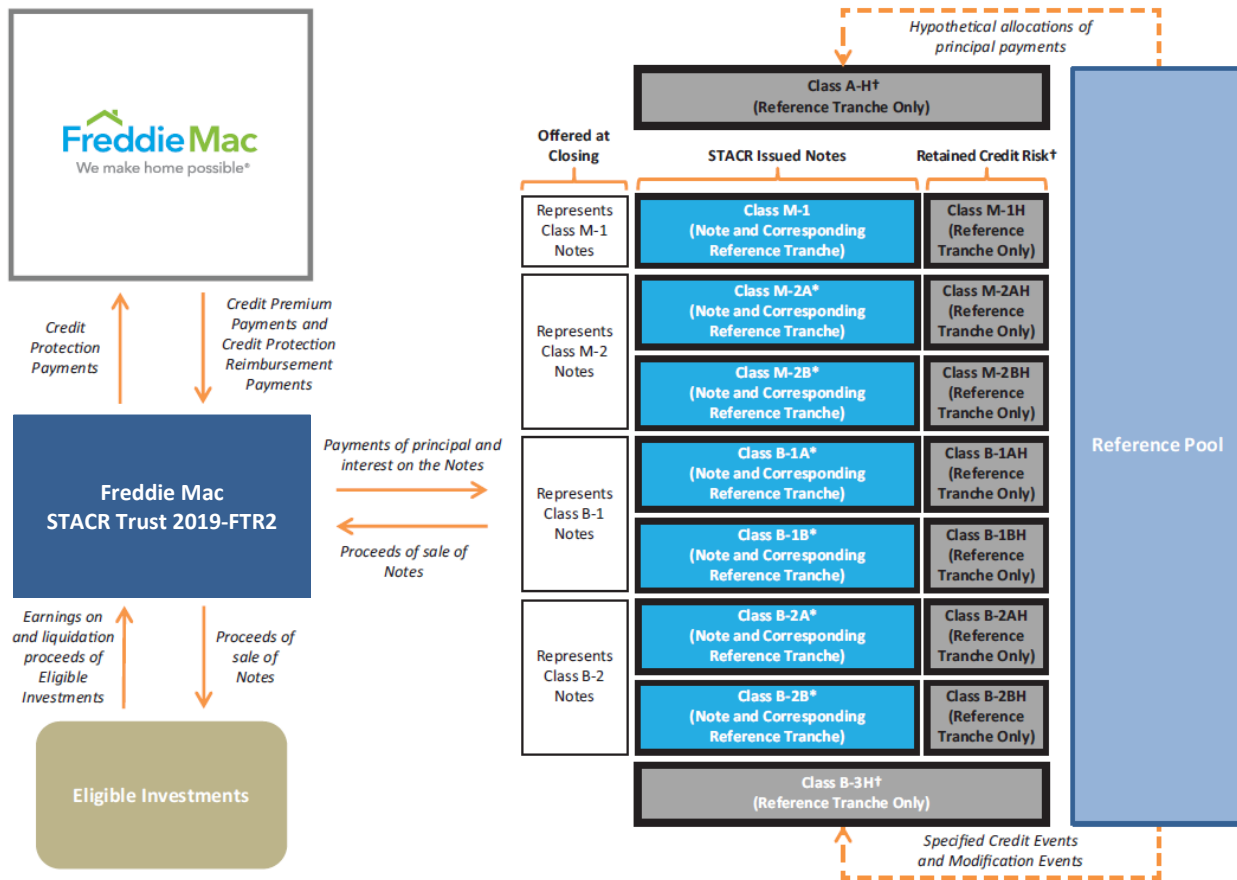 FreddieMac
We make home possible®
Credit
Protection
Payments
Credit Premium
Payments and
Credit Protection
Reimbursement
Payments
Freddie Mac
STACR Trust 2019-FTR2
Payments of principal and
interest on the Notes
Proceeds of sale of
Notes
Earnings on
and liquidation
proceeds of
Eligible
Investments
Proceeds of
sale of
Notes
Eligible Investments
Hypothetical allocations of
principal payments
Class A-H†
(Reference Tranche Only)
Offered at
Closing
STACR Issued Notes
Retained Credit Risk†
Represents
Class M-1
Notes
Class M-1
(Note and Corresponding
Reference Tranche)
Class M-1H
(Reference
Tranche Only)
Represents
Class M-2
Notes
Class M-2A*
(Note and Corresponding
Reference Tranche)
Class M-2AH
(Reference
Tranche Only)
Class M-2B*
(Note and Corresponding
Reference Tranche)
Class M-2BH
(Reference
Tranche Only)
Represents
Class B-1
Notes
Class B-1A*
(Note and Corresponding
Reference Tranche)
Class B-1AH
(Reference
Tranche Only)
Class B-1B*
(Note and Corresponding
Reference Tranche)
Class B-1BH
(Reference
Tranche Only)
Represents
Class B-2
Notes
Class B-2A*
(Note and Corresponding
Reference Tranche)
Class B-2AH
(Reference
Tranche Only)
Class B-2B*
(Note and Corresponding
Reference Tranche)
Class B-2BH
(Reference
Tranche Only)
Class B-3H†
(Reference Tranche Only)
Reference Pool
Specified Credit Events
and Modification Events